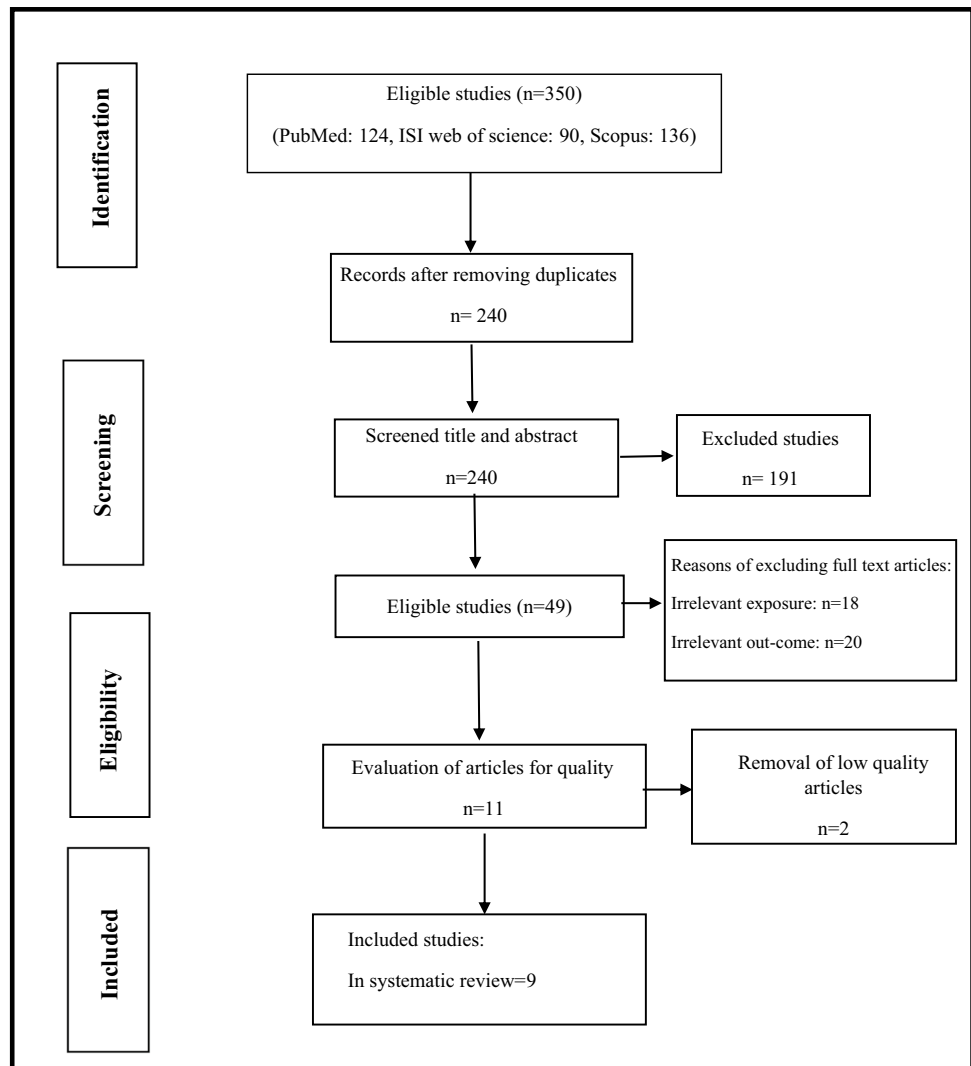 Identification
Eligible studies (n=350)
(PubMed: 124, ISI web of science: 90, Scopus: 136)
Records after removing duplicates
n= 240
Screening
Screened title and abstract
n=240
Excluded studies
n= 191
Eligible studies (n=49)
Reasons of excluding full text articles:
Irrelevant exposure: n=18
Irrelevant out-come: n=20
Eligibility
Evaluation of articles for quality
n=11
Removal of low quality
articles
n=2
Included
Included studies:
In systematic review=9